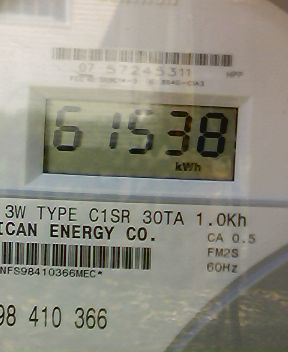 07 57245311 HPP
61538
kWh
3W TYPE C1SR 30TA 1.0Kh
ICAN ENERGY CO. CA 0.5
FM2S
NFS98410366MEC* 60Hz
98 410 366